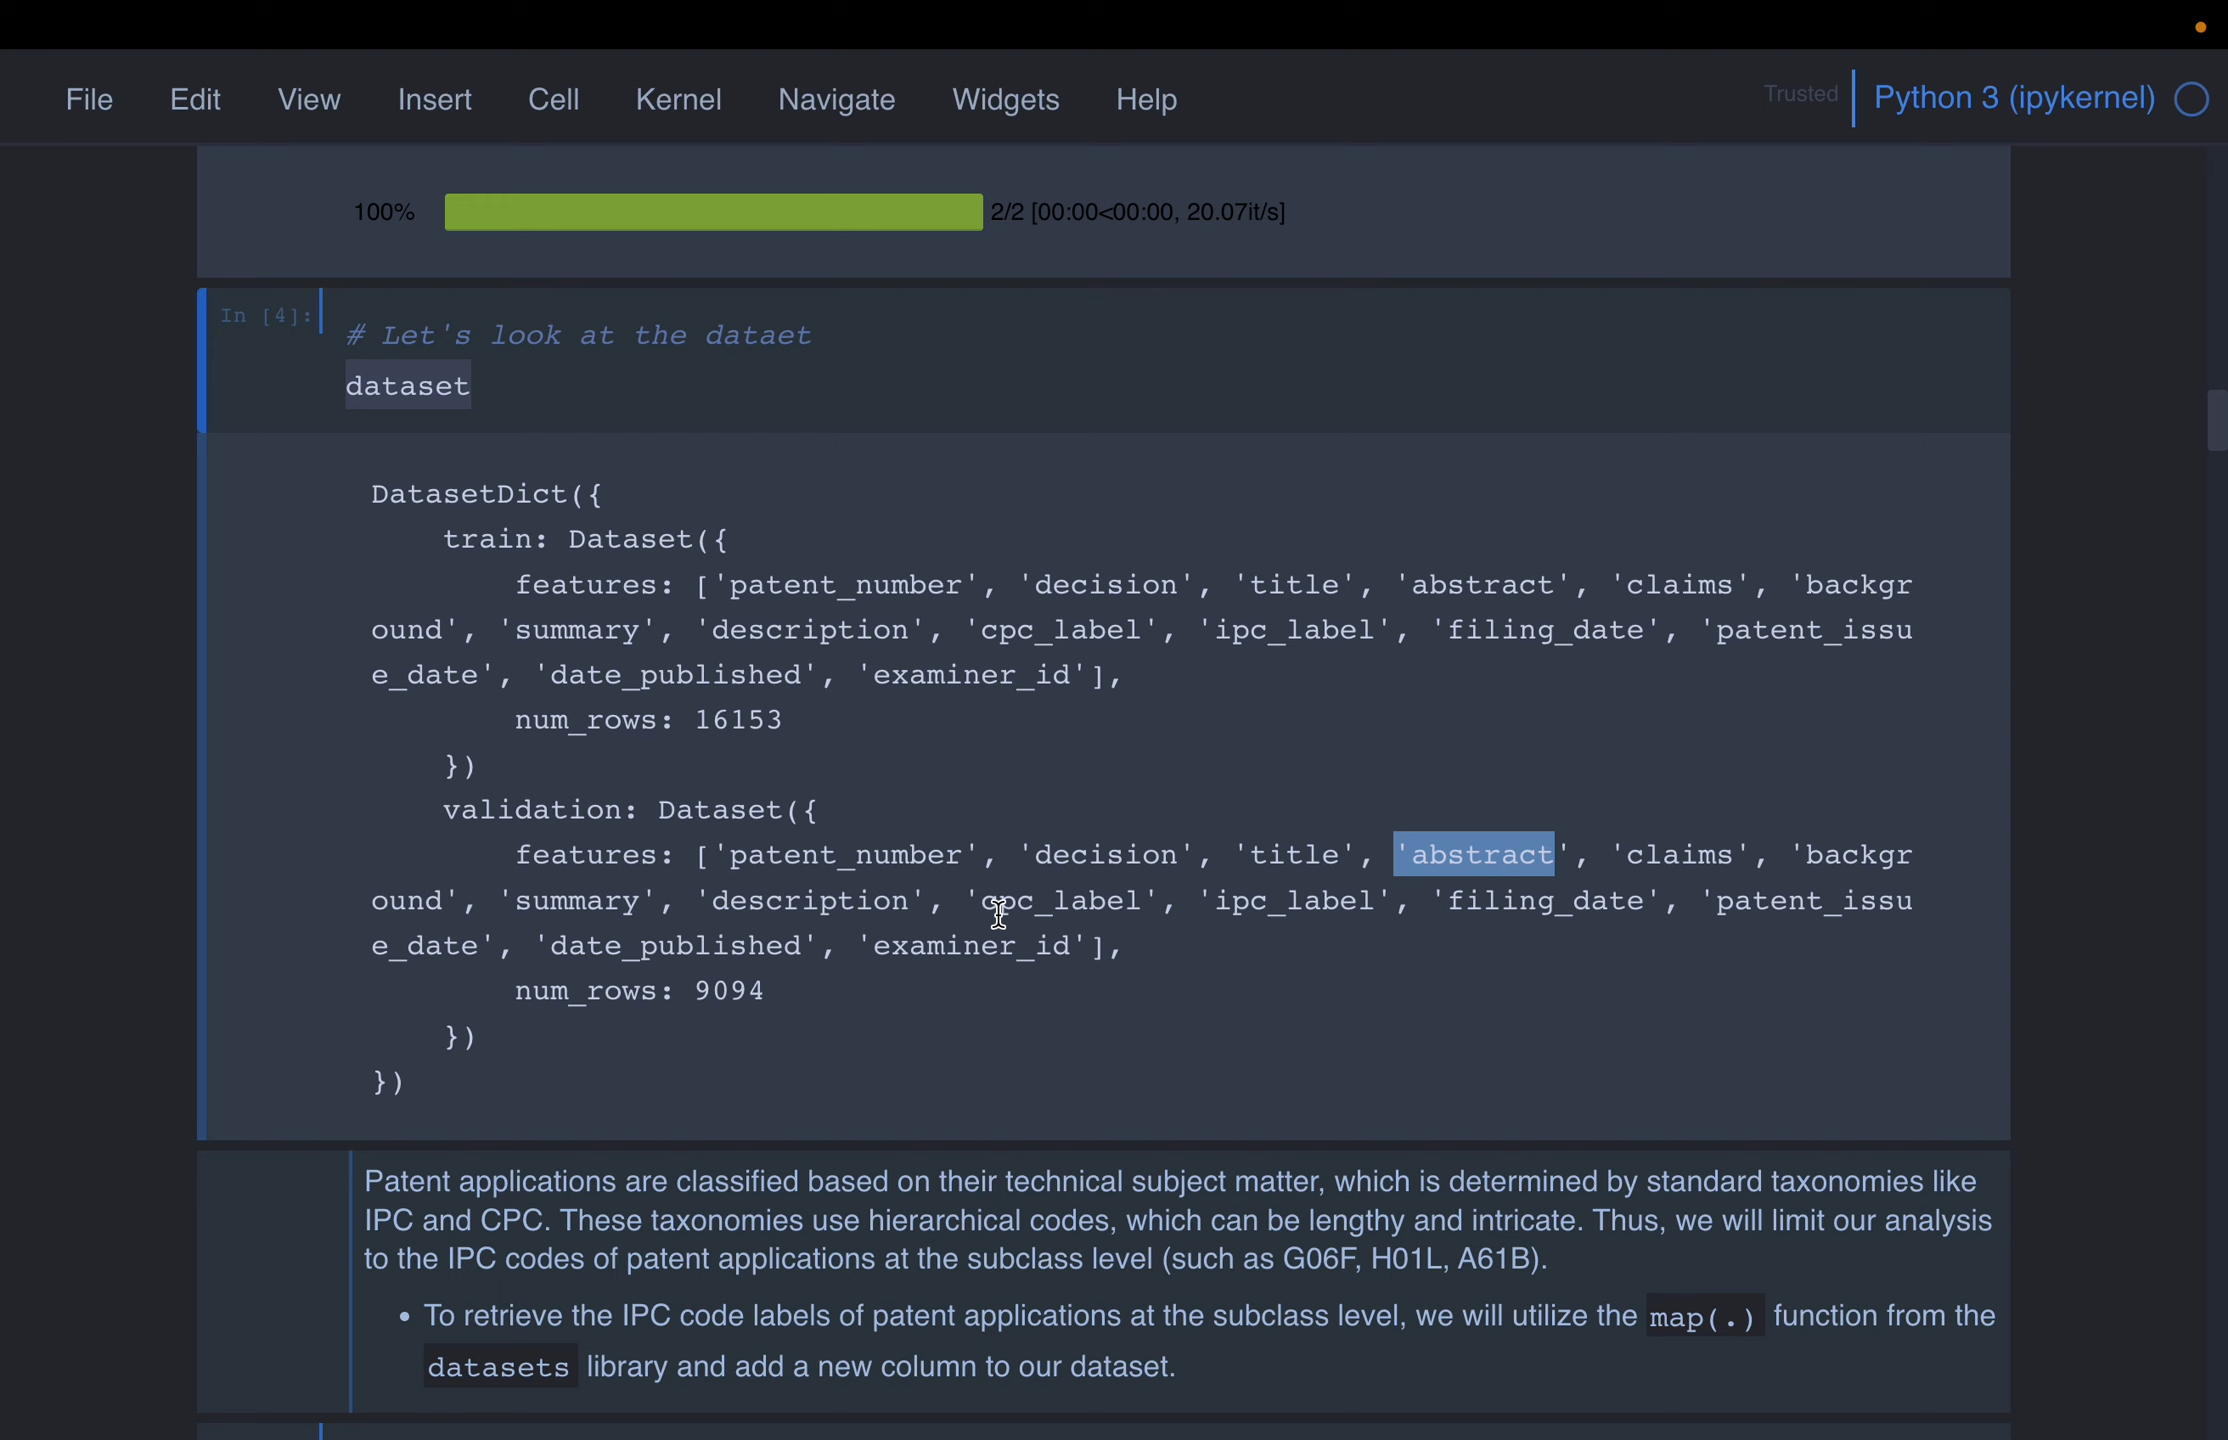 File Edit View Insert Cell Kernel Navigate Widgets Help Trusted Python 3 (ipykernel)
100% 2/2 [00:00<00:00, 20.07it/s]
In [4]:
# Let's look at the dataet
dataset
DatasetDict({
    train: Dataset({
        features: ['patent_number', 'decision', 'title', 'abstract', 'claims', 'backgr
ound', 'summary', 'description', 'cpc_label', 'ipc_label', 'filing_date', 'patent_issu
e_date', 'date_published', 'examiner_id'],
        num_rows: 16153
    })
    validation: Dataset({
        features: ['patent_number', 'decision', 'title', 'abstract', 'claims', 'backgr
ound', 'summary', 'description', 'cpc_label', 'ipc_label', 'filing_date', 'patent_issu
e_date', 'date_published', 'examiner_id'],
        num_rows: 9094
    })
})
Patent applications are classified based on their technical subject matter, which is determined by standard taxonomies like
IPC and CPC. These taxonomies use hierarchical codes, which can be lengthy and intricate. Thus, we will limit our analysis
to the IPC codes of patent applications at the subclass level (such as G06F, H01L, A61B).
• To retrieve the IPC code labels of patent applications at the subclass level, we will utilize the map(.) function from the
datasets library and add a new column to our dataset.